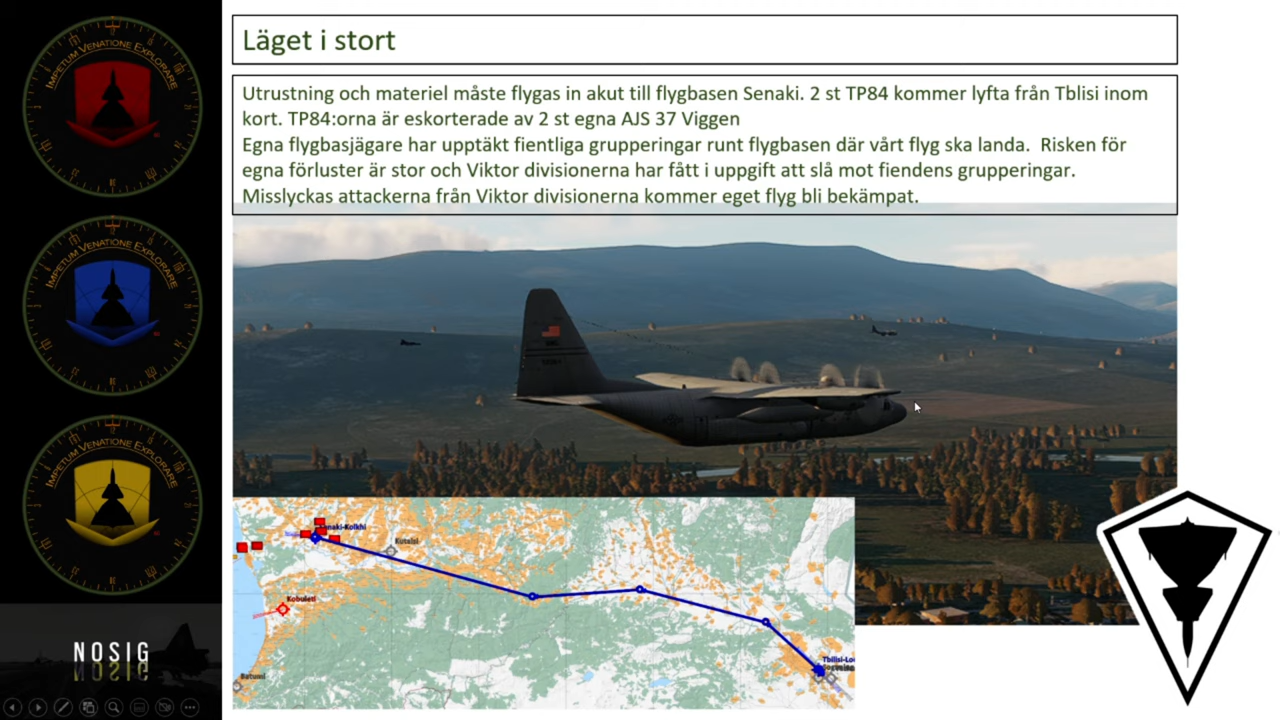 IMPETUM VENATIONE EXPLORARE
IMPETUM VENATIONE EXPLORARE
IMPETUM VENATIONE EXPLORARE
NOSIG
Läget i stort
Utrustning och materiel måste flygas in akut till flygbasen Senaki. 2 st TP84 kommer lyfta från Tblisi inom
kort. TP84:orna är eskorterade av 2 st egna AJS 37 Viggen
Egna flygbasjägare har upptäkt fientliga grupperingar runt flygbasen där vårt flyg ska landa.  Risken för
egna förluster är stor och Viktor divisionerna har fått i uppgift att slå mot fiendens grupperingar.
Misslyckas attackerna från Viktor divisionerna kommer eget flyg bli bekämpat.
enaki-Kolkhi
Kutaisi
Kobuleti
Batumi
Tbilisi-Lo